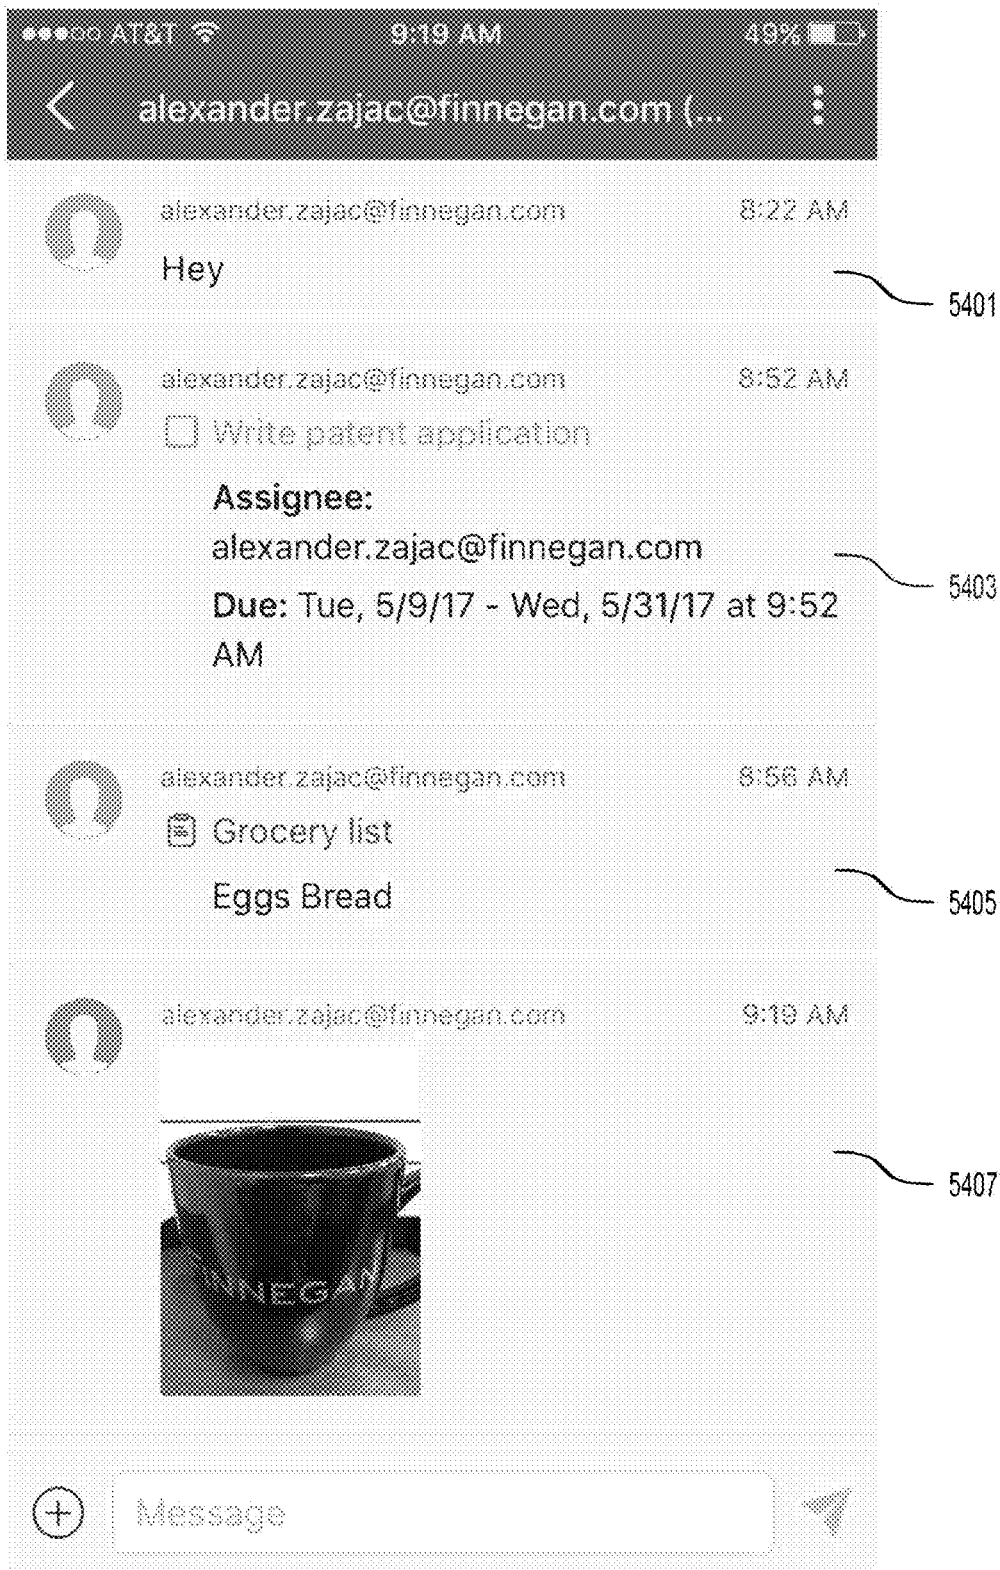 AT&T 9:19 AM 49%
alexander.zajac@finnegan.com (...
alexander.zajac@finnegan.com 8:22 AM
Hey
5401
alexander.zajac@finnegan.com 8:52 AM
Write patent application
Assignee:
alexander.zajac@finnegan.com
5403
Due: Tue, 5/9/17 - Wed, 5/31/17 at 9:52
AM
alexander.zajac@finnegan.com 8:56 AM
Grocery list
Eggs Bread
5405
alexander.zajac@finnegan.com 9:19 AM
5407
FINNEGAN
Message